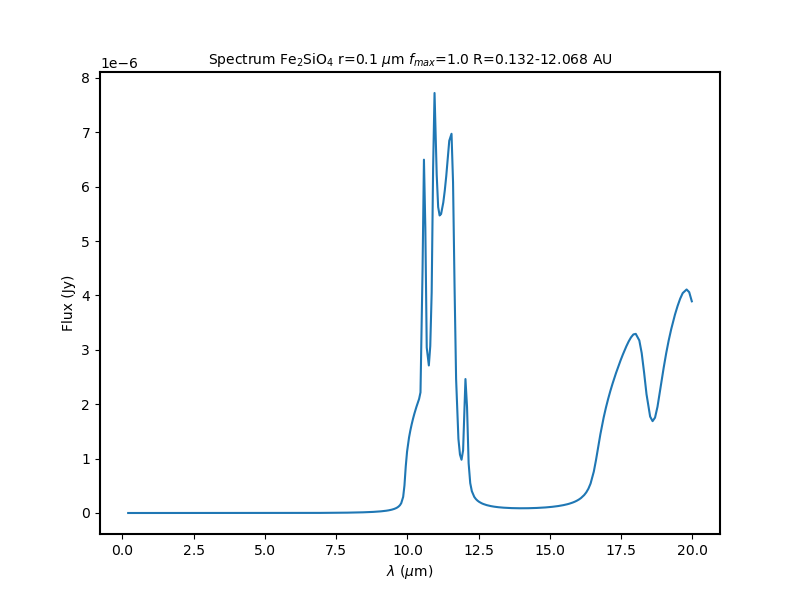 Spectrum Fe₂SiO₄ r=0.1 μm f_max=1.0 R=0.132-12.068 AU
1e−6
8
7
6
5
4
3
2
1
0
Flux (Jy)
0.0 2.5 5.0 7.5 10.0 12.5 15.0 17.5 20.0
λ (μm)